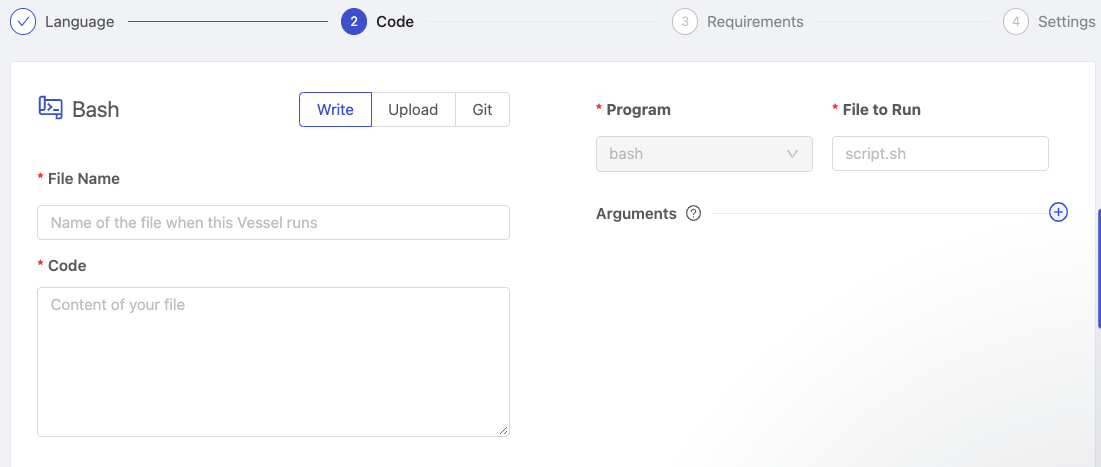 Language
2 Code
3 Requirements
4 Settings
Bash
Write Upload Git
* File Name
Name of the file when this Vessel runs
* Code
Content of your file
* Program
bash
* File to Run
script.sh
Arguments ?